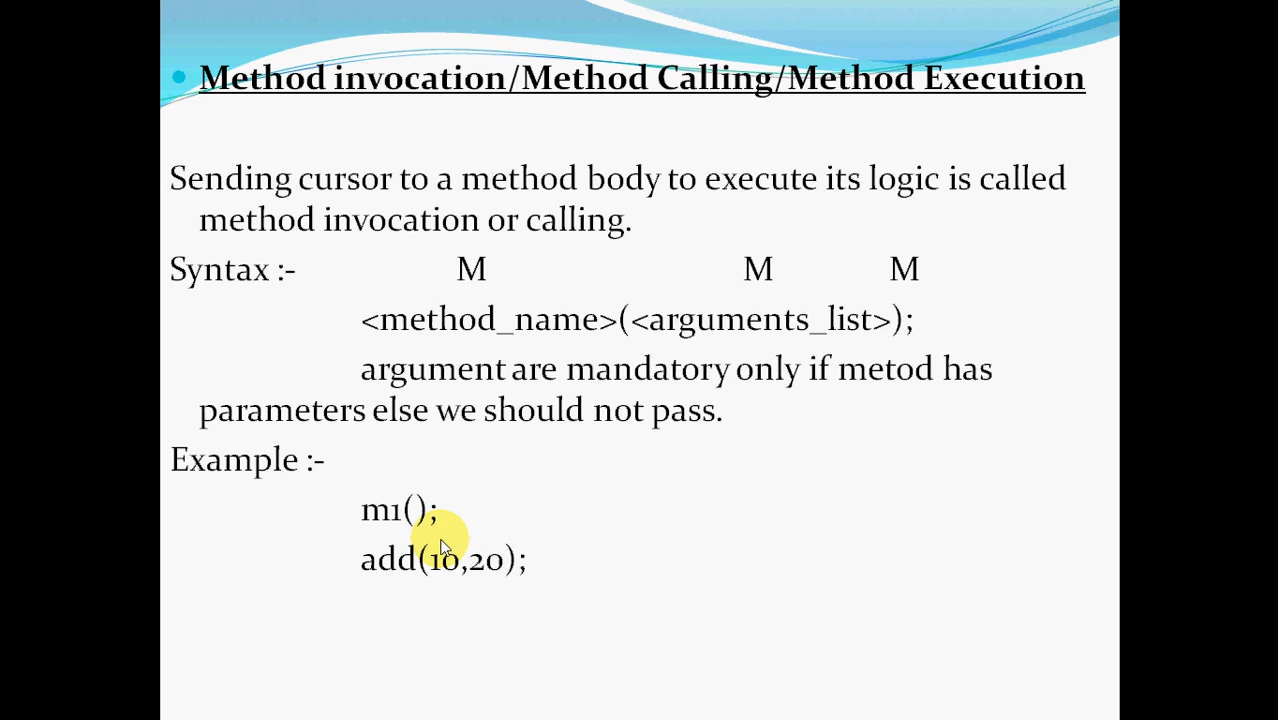 Method invocation/Method Calling/Method Execution
Sending cursor to a method body to execute its logic is called
method invocation or calling.
Syntax :- M M M
<method_name>(<arguments_list>);
argument are mandatory only if metod has
parameters else we should not pass.
Example :-
m1();
add(10,20);